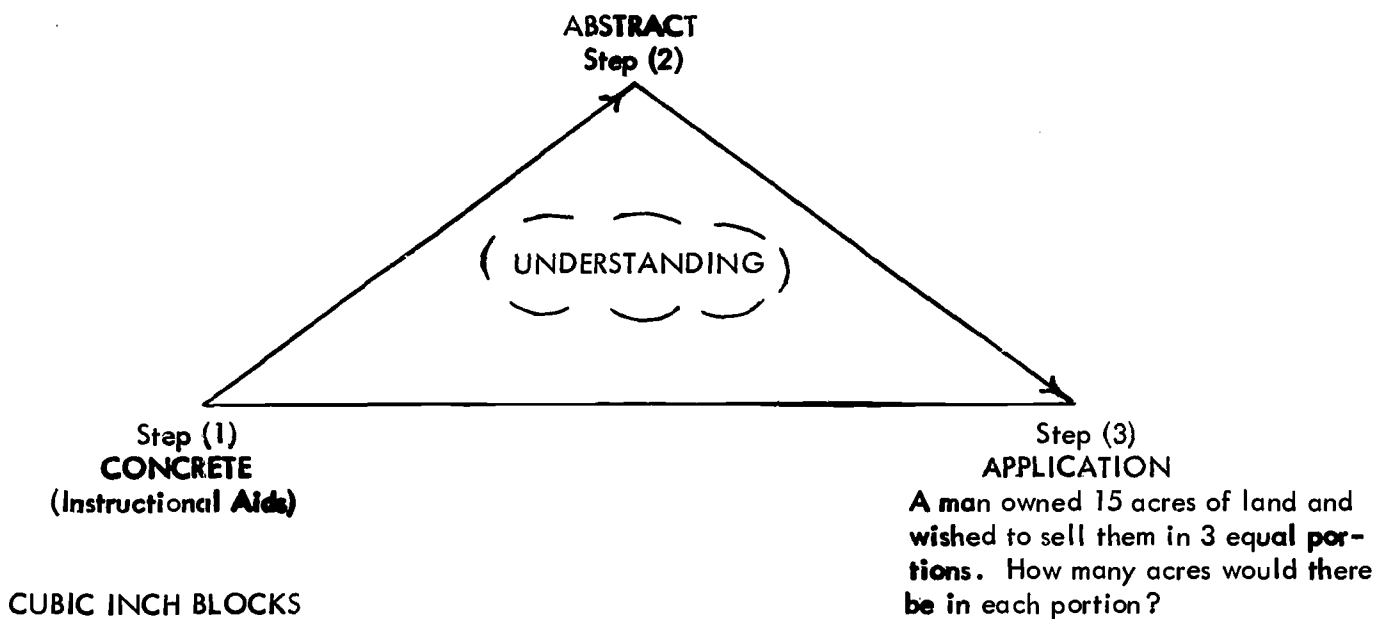 ABSTRACT
Step (2)
UNDERSTANDING
Step (1)
CONCRETE
(Instructional Aids)
CUBIC INCH BLOCKS
Step (3)
APPLICATION
A man owned 15 acres of land and
wished to sell them in 3 equal por-
tions. How many acres would there
be in each portion?